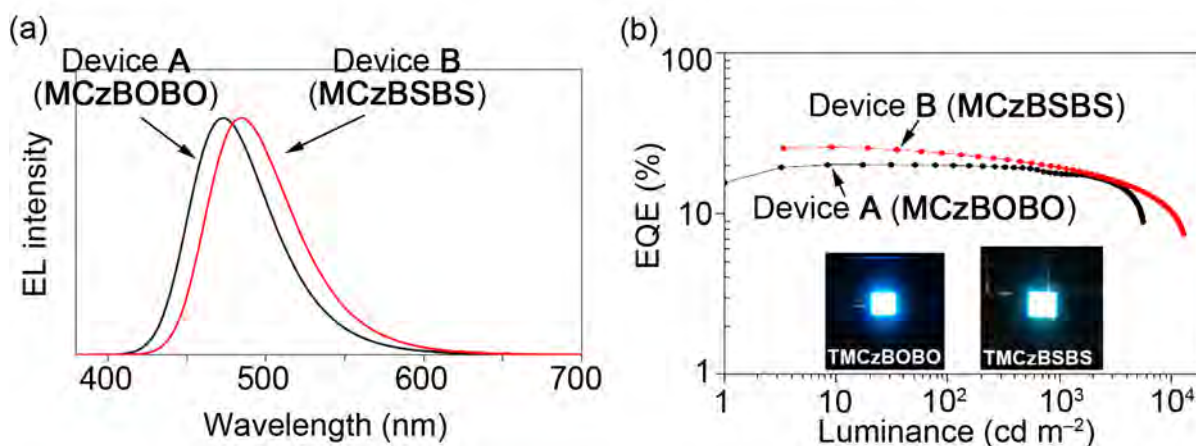 (a)
Device A
(MCzBOBO)
Device B
(MCzBSBS)
EL intensity
400
500
600
700
Wavelength (nm)
(b)
100
10
1
EQE (%)
Device B (MCzBSBS)
Device A (MCzBOBO)
TMCzBOBO
TMCzBSBS
1
10
10²
10³
10⁴
Luminance (cd m⁻²)